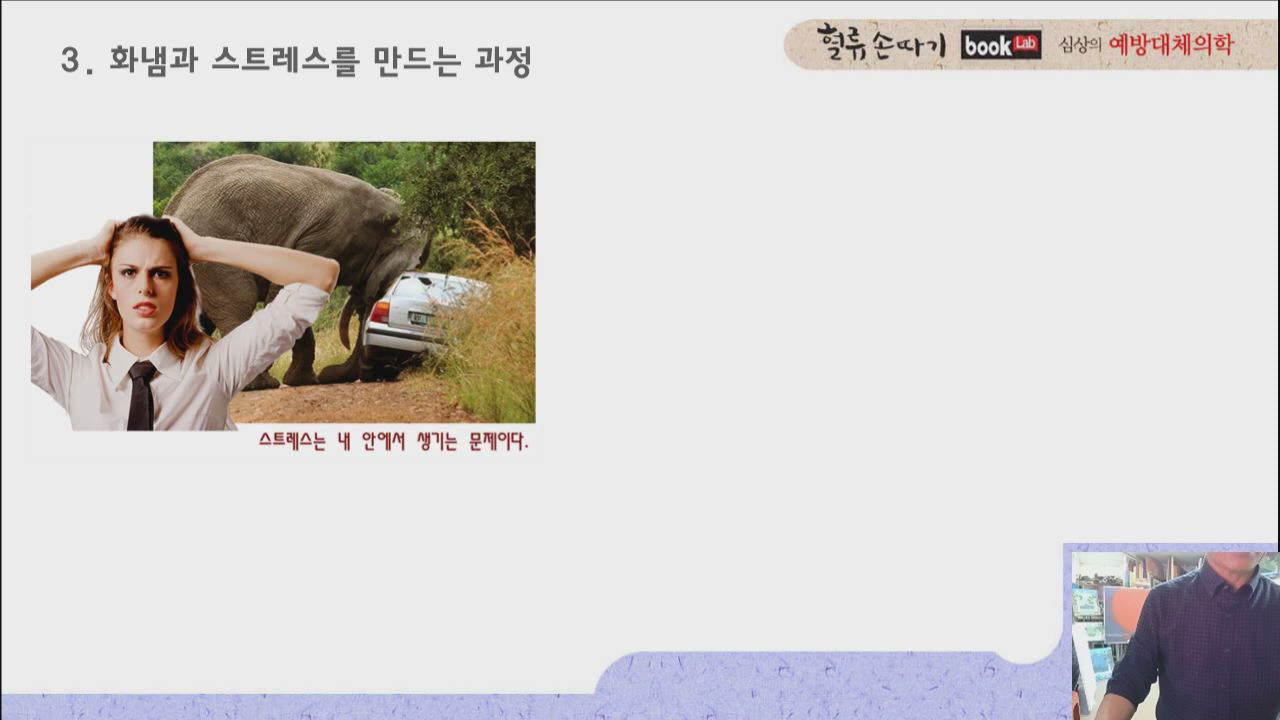 3. 화냄과 스트레스를 만드는 과정
혈류 손따기 book Lab 심상의 예방대체의학
스트레스는 내 안에서 생기는 문제이다.